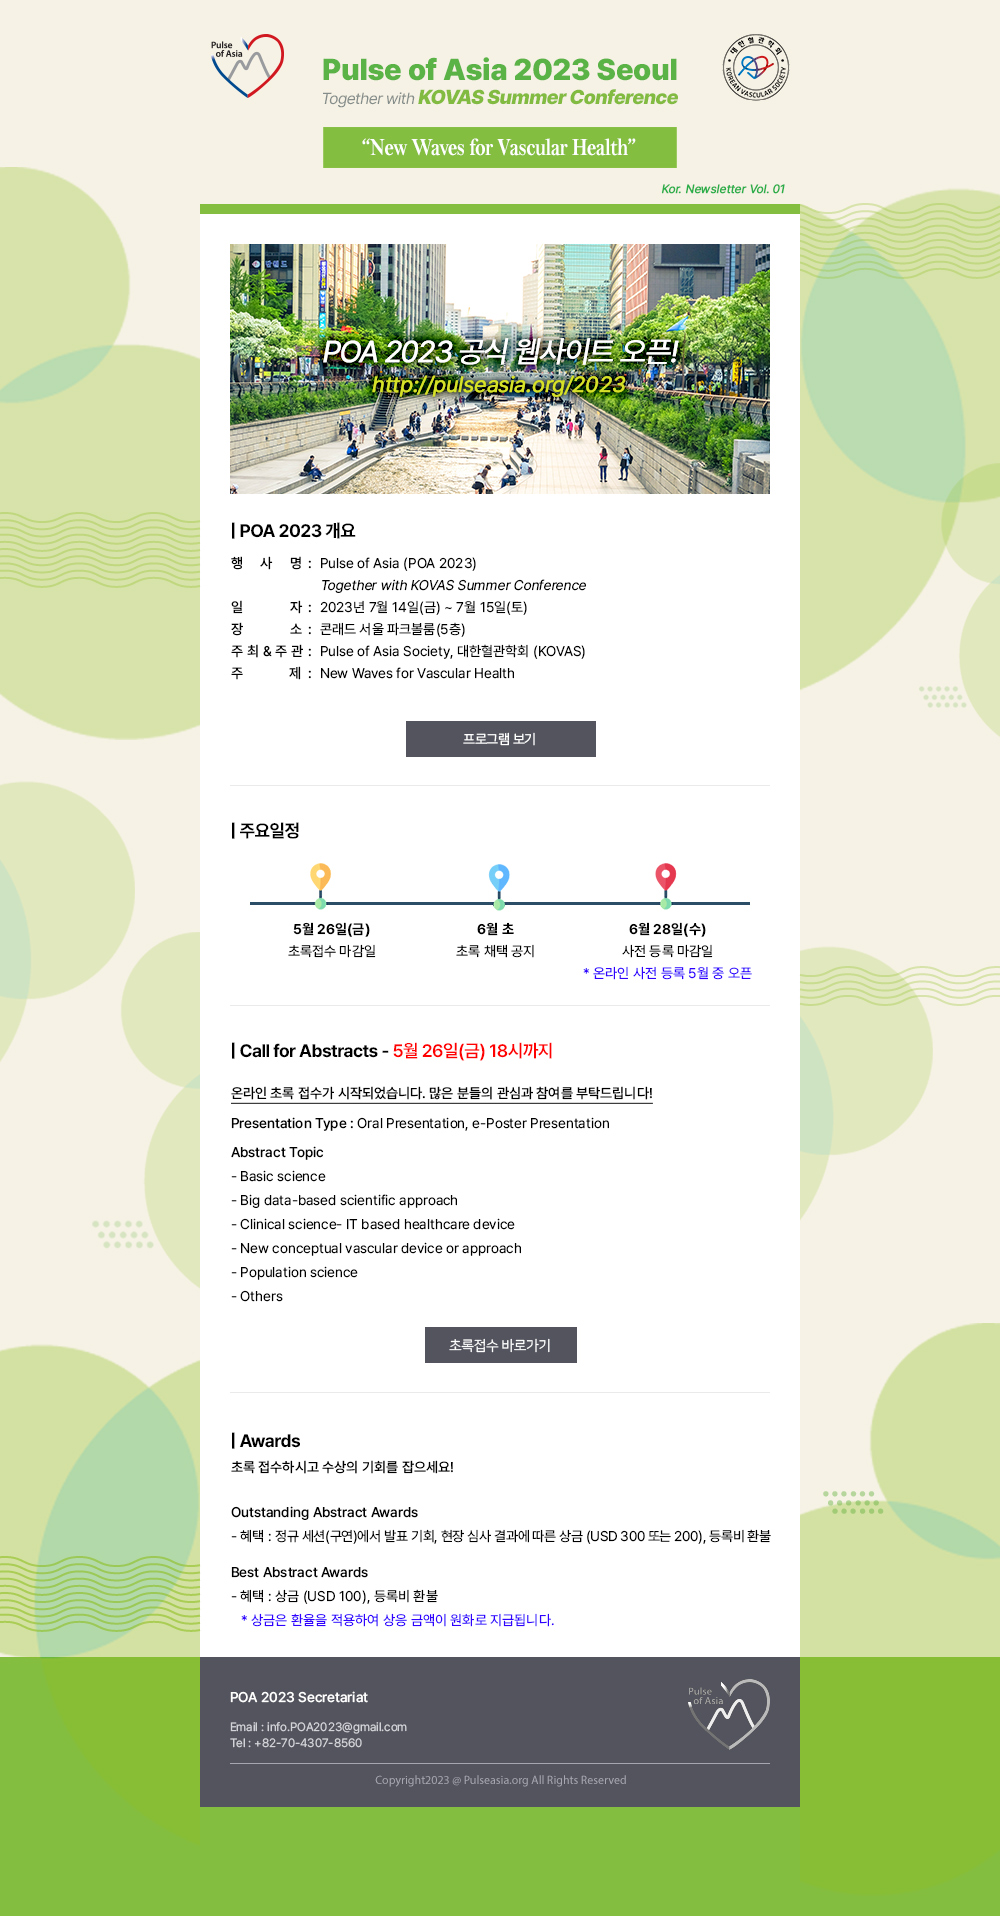 Pulse
of Asia
Pulse of Asia 2023 Seoul
Together with KOVAS Summer Conference
대한혈관학회
KOREAN VASCULAR SOCIETY
“New Waves for Vascular Health”
Kor. Newsletter Vol. 01
POA 2023 공식 웹사이트 오픈!
http://pulseasia.org/2023
| POA 2023 개요
행 사 명 : Pulse of Asia (POA 2023)
Together with KOVAS Summer Conference
일 자 : 2023년 7월 14일(금) ~ 7월 15일(토)
장 소 : 콘래드 서울 파크볼룸(5층)
주 최 & 주 관 : Pulse of Asia Society, 대한혈관학회 (KOVAS)
주 제 : New Waves for Vascular Health
프로그램 보기
| 주요일정
5월 26일(금)
초록접수 마감일
6월 초
초록 채택 공지
6월 28일(수)
사전 등록 마감일
* 온라인 사전 등록 5월 중 오픈
| Call for Abstracts - 5월 26일(금) 18시까지
온라인 초록 접수가 시작되었습니다. 많은 분들의 관심과 참여를 부탁드립니다!
Presentation Type : Oral Presentation, e-Poster Presentation
Abstract Topic
- Basic science
- Big data-based scientific approach
- Clinical science- IT based healthcare device
- New conceptual vascular device or approach
- Population science
- Others
초록접수 바로가기
| Awards
초록 접수하시고 수상의 기회를 잡으세요!
Outstanding Abstract Awards
- 혜택 : 정규 세션(구연)에서 발표 기회, 현장 심사 결과에 따른 상금 (USD 300 또는 200), 등록비 환불
Best Abstract Awards
- 혜택 : 상금 (USD 100), 등록비 환불
* 상금은 환율을 적용하여 상응 금액이 원화로 지급됩니다.
POA 2023 Secretariat
Email : info.POA2023@gmail.com
Tel : +82-70-4307-8560
Pulse
of Asia
Copyright2023 @ Pulseasia.org All Rights Reserved